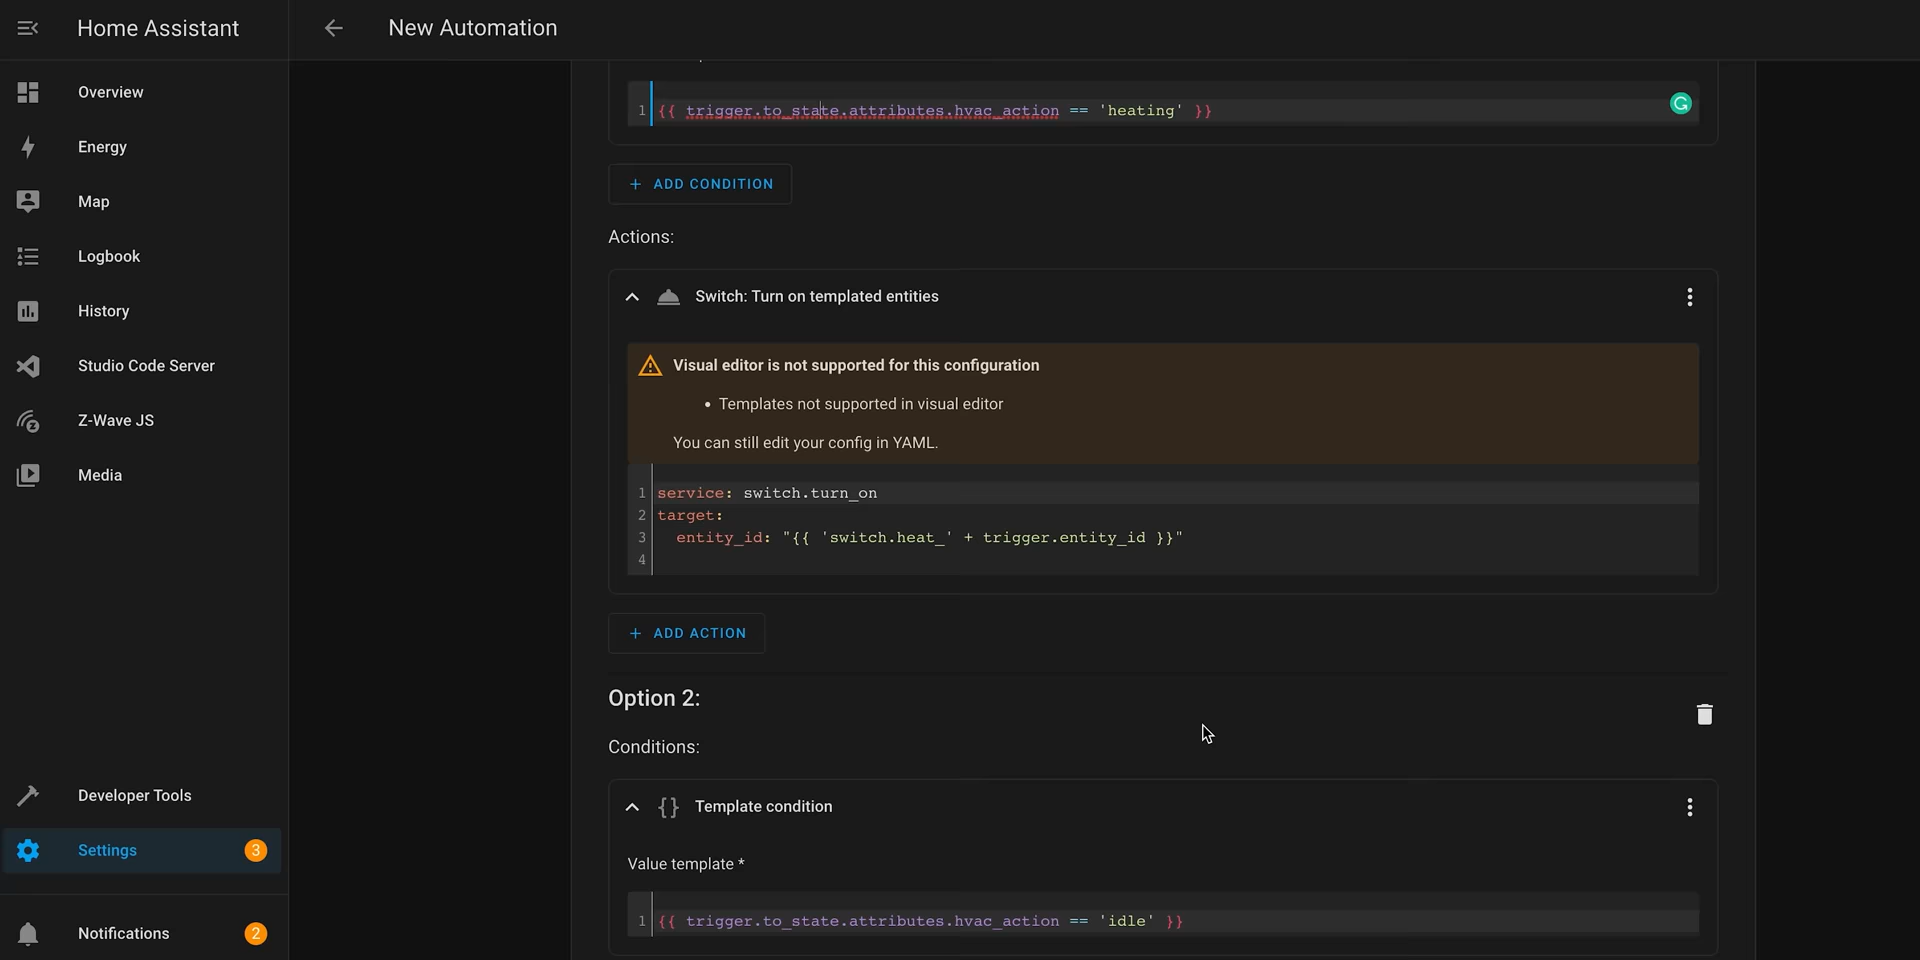 Home Assistant
New Automation
Overview
Energy
Map
Logbook
History
Studio Code Server
Z-Wave JS
Media
Developer Tools
Settings
3
Notifications
2
1 {{ trigger.to_state.attributes.hvac_action == 'heating' }}
+ ADD CONDITION
Actions:
Switch: Turn on templated entities
Visual editor is not supported for this configuration
• Templates not supported in visual editor
You can still edit your config in YAML.
1 service: switch.turn_on
2 target:
3 entity_id: "{{ 'switch.heat_' + trigger.entity_id }}"
4
+ ADD ACTION
Option 2:
Conditions:
{} Template condition
Value template *
1 {{ trigger.to_state.attributes.hvac_action == 'idle' }}